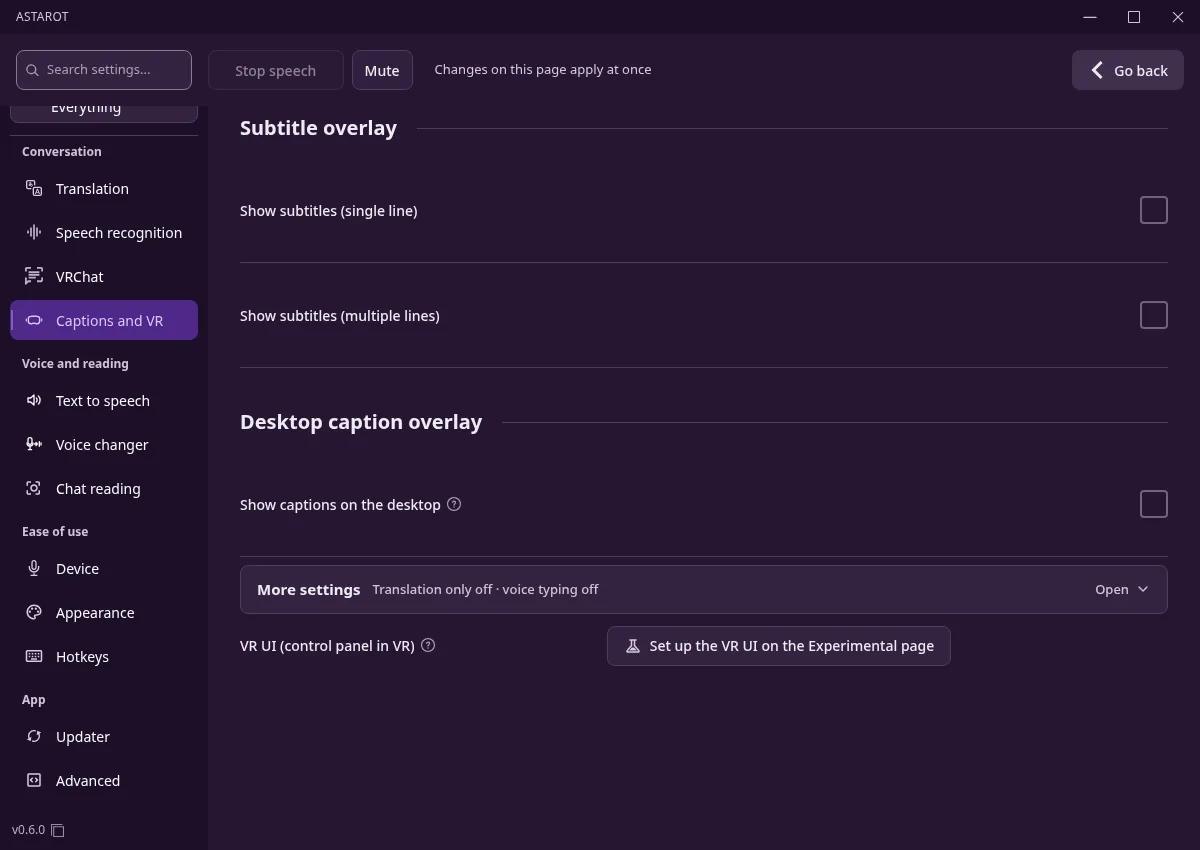 ASTAROT
Search settings...
Stop speech
Mute
Changes on this page apply at once
Go back
Everything
Conversation
Translation
Speech recognition
VRChat
Captions and VR
Voice and reading
Text to speech
Voice changer
Chat reading
Ease of use
Device
Appearance
Hotkeys
App
Updater
Advanced
v0.6.0
Subtitle overlay
Show subtitles (single line)
Show subtitles (multiple lines)
Desktop caption overlay
Show captions on the desktop ?
More settings Translation only off · voice typing off Open
VR UI (control panel in VR) ? Set up the VR UI on the Experimental page